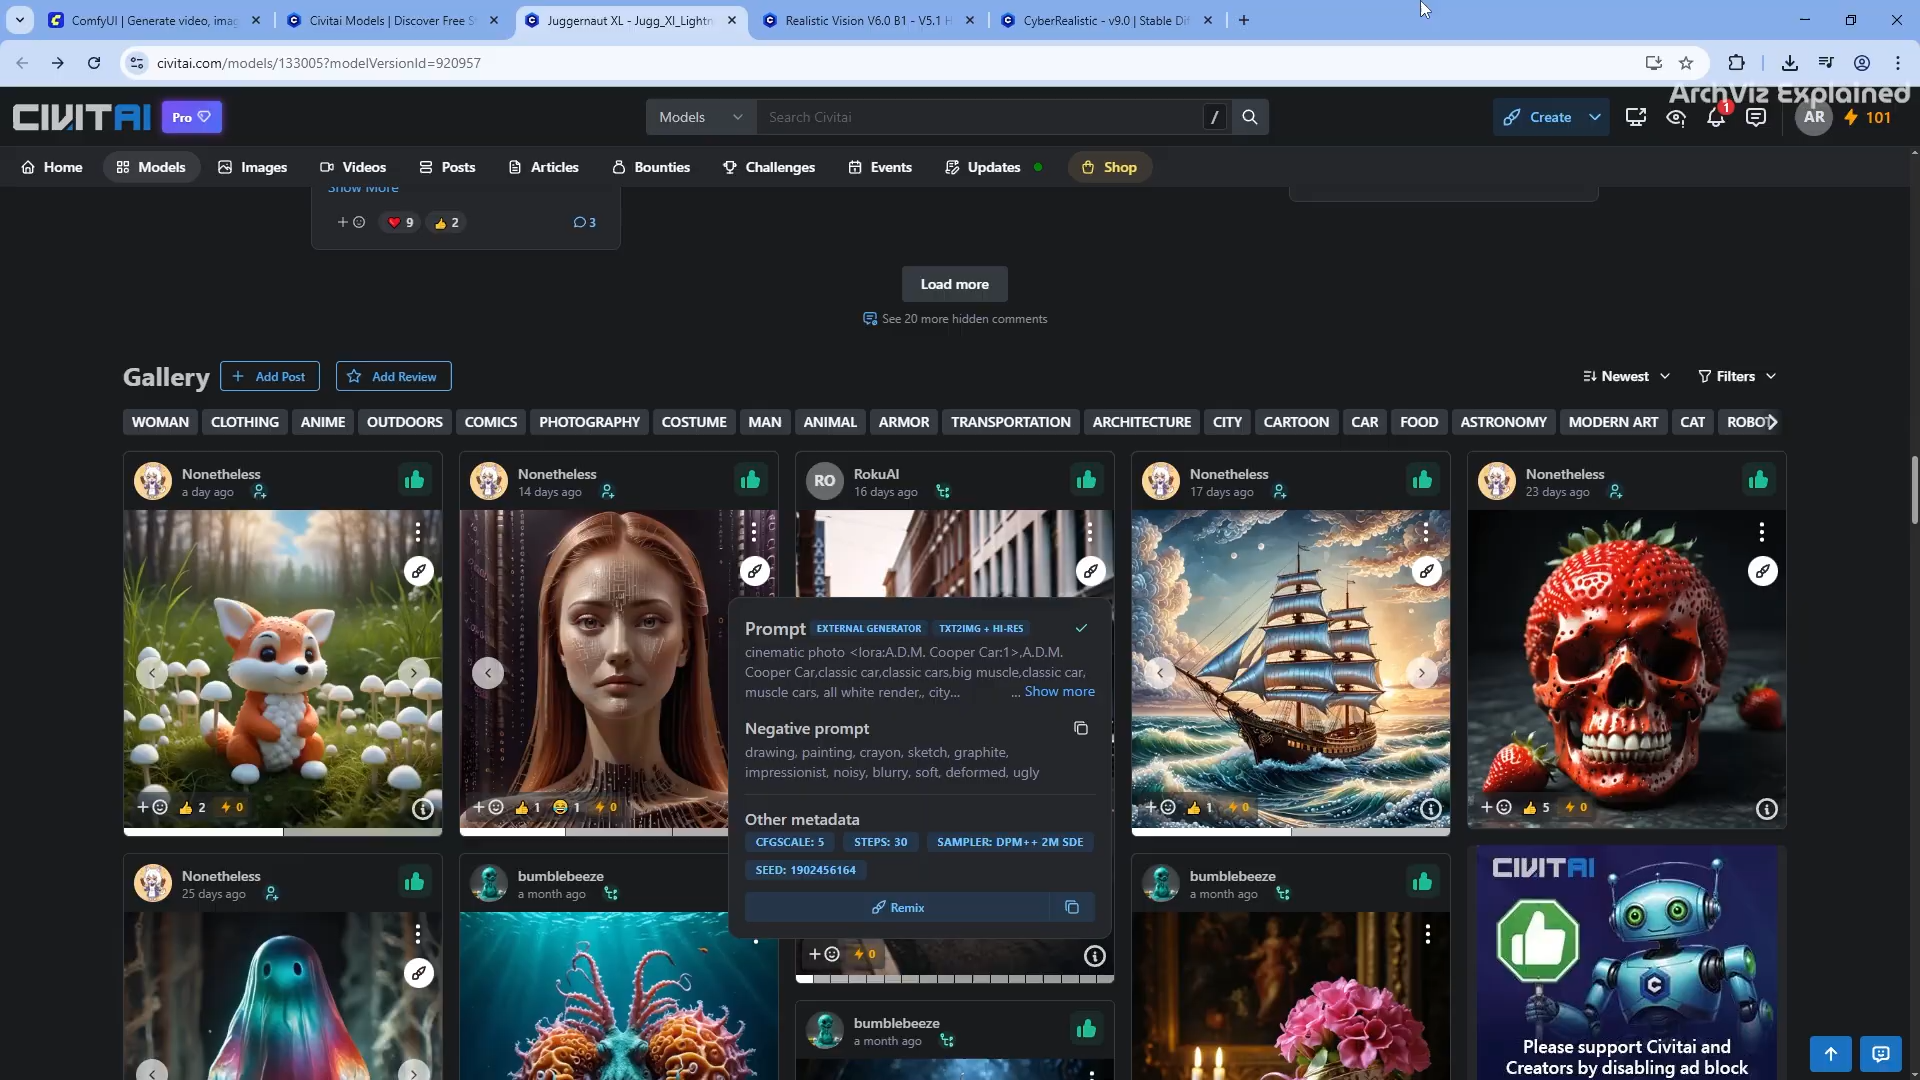 ComfyUI | Generate video, imag
Civitai Models | Discover Free S
Juggernaut XL - Jugg_XI_Lightn
Realistic Vision V6.0 B1 - V5.1 H
CyberRealistic - v9.0 | Stable Dif
civitai.com/models/133005?modelVersionId=920957
ArchViz Explained
CIVITAI
Pro
Models
Search Civitai
/
Create
1
AR
101
Home
Models
Images
Videos
Posts
Articles
Bounties
Challenges
Events
Updates
Shop
Show More
9
2
3
Load more
See 20 more hidden comments
Gallery
Add Post
Add Review
Newest
Filters
WOMAN
CLOTHING
ANIME
OUTDOORS
COMICS
PHOTOGRAPHY
COSTUME
MAN
ANIMAL
ARMOR
TRANSPORTATION
ARCHITECTURE
CITY
CARTOON
CAR
FOOD
ASTRONOMY
MODERN ART
CAT
ROBOT
Nonetheless
a day ago
Nonetheless
14 days ago
RO
RokuAI
16 days ago
Nonetheless
17 days ago
Nonetheless
23 days ago
Prompt
EXTERNAL GENERATOR
TXT2IMG + HI-RES
cinematic photo <lora:A.D.M. Cooper Car:1>,A.D.M.
Cooper Car,classic car,classic cars,big muscle,classic car,
muscle cars, all white render,, city... ... Show more
Negative prompt
drawing, painting, crayon, sketch, graphite,
impressionist, noisy, blurry, soft, deformed, ugly
Other metadata
CFGSCALE: 5
STEPS: 30
SAMPLER: DPM++ 2M SDE
SEED: 1902456164
Remix
2
0
1
1
0
1
0
5
0
0
Nonetheless
25 days ago
bumblebeeze
a month ago
bumblebeeze
a month ago
bumblebeeze
a month ago
CIVITAI
C
Please support Civitai and
Creators by disabling ad block